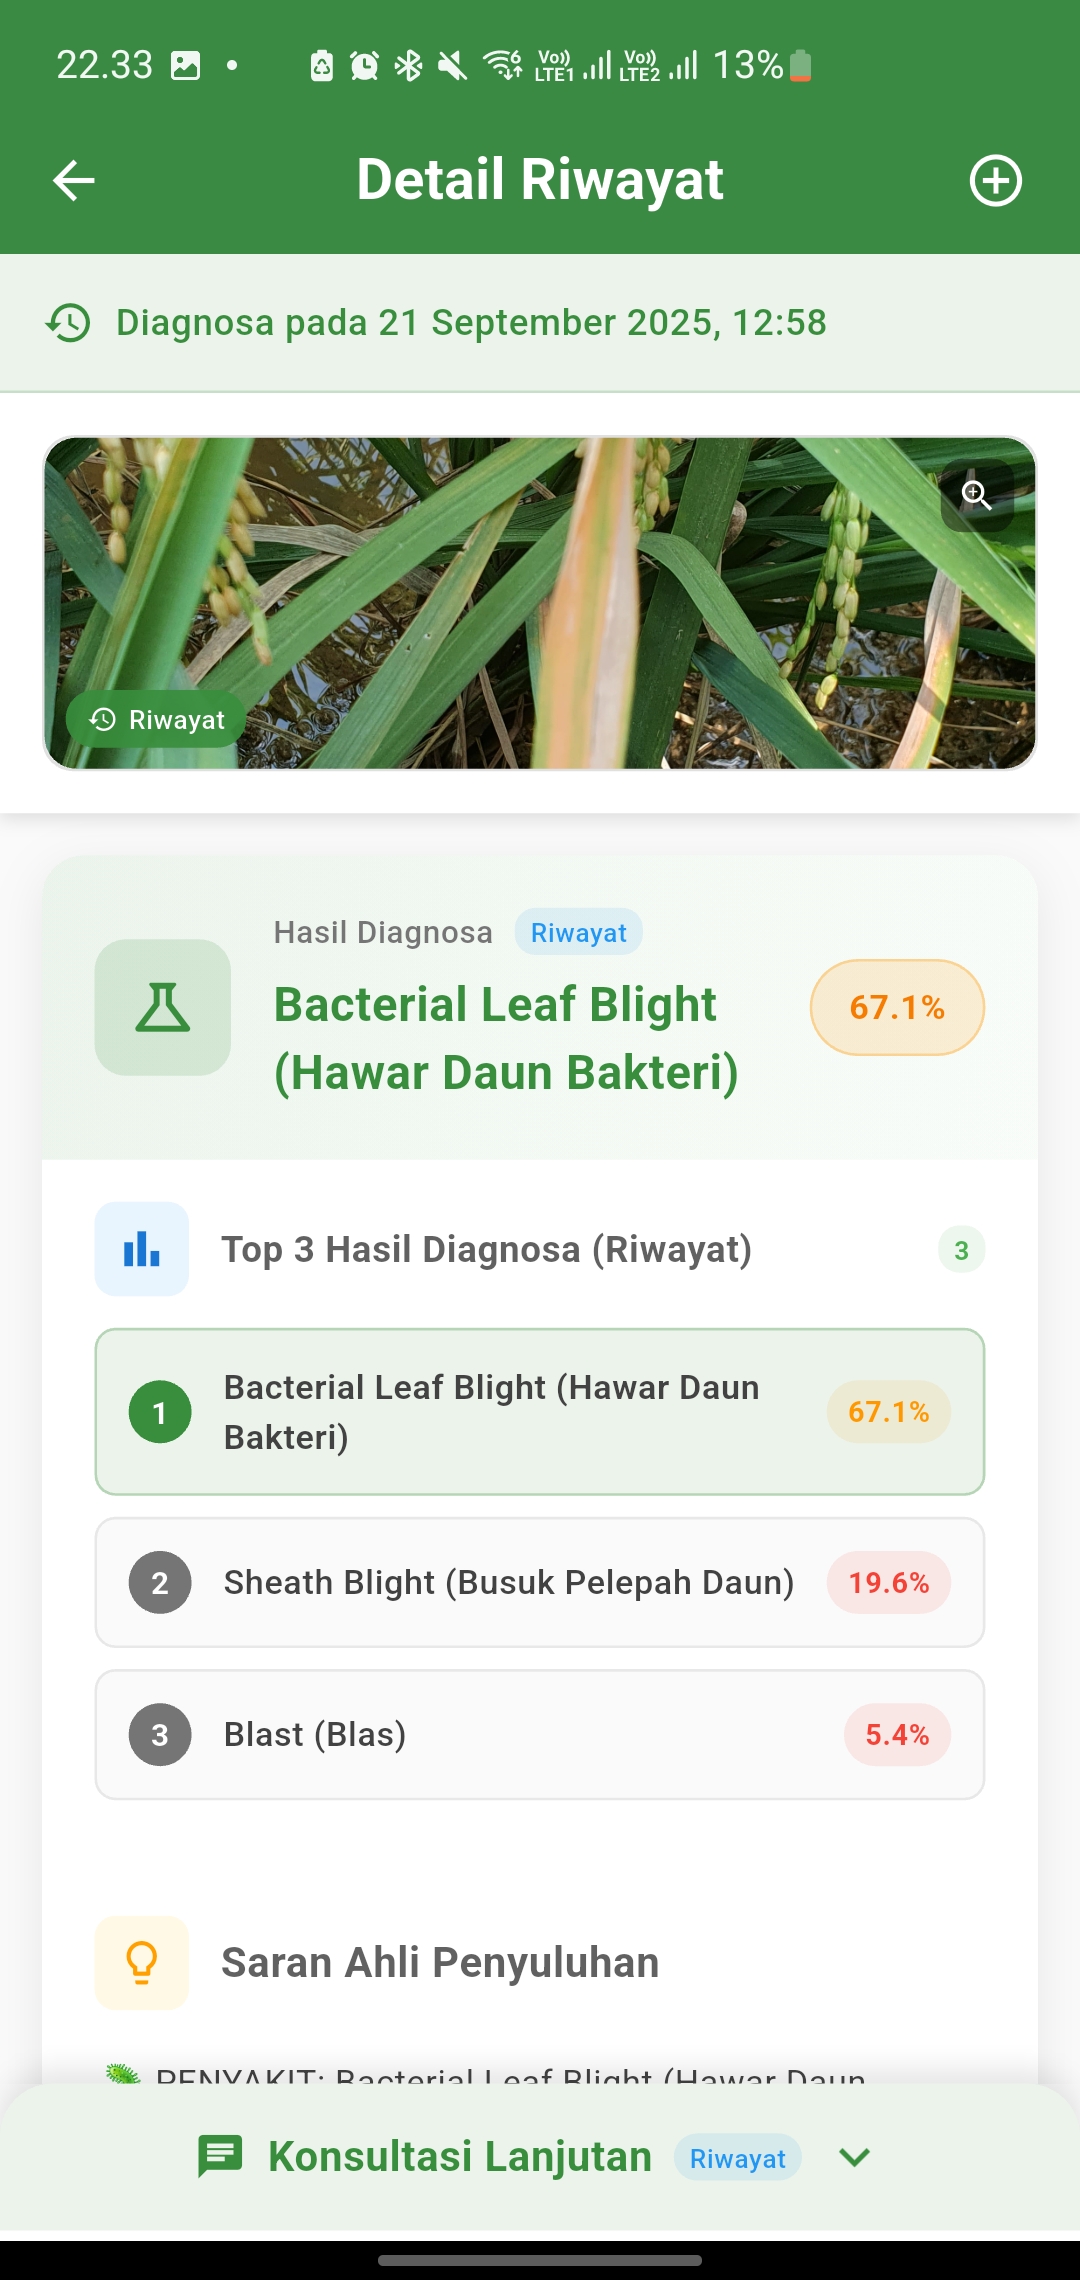 22.33
Vo))
LTE1
Vo))
LTE2
13%
Detail Riwayat
Diagnosa pada 21 September 2025, 12:58
Riwayat
Hasil Diagnosa Riwayat
Bacterial Leaf Blight
(Hawar Daun Bakteri)
67.1%
Top 3 Hasil Diagnosa (Riwayat)
3
1
Bacterial Leaf Blight (Hawar Daun
Bakteri)
67.1%
2
Sheath Blight (Busuk Pelepah Daun)
19.6%
3
Blast (Blas)
5.4%
Saran Ahli Penyuluhan
PENYAKIT: Bacterial Leaf Blight (Hawar Daun
Konsultasi Lanjutan Riwayat